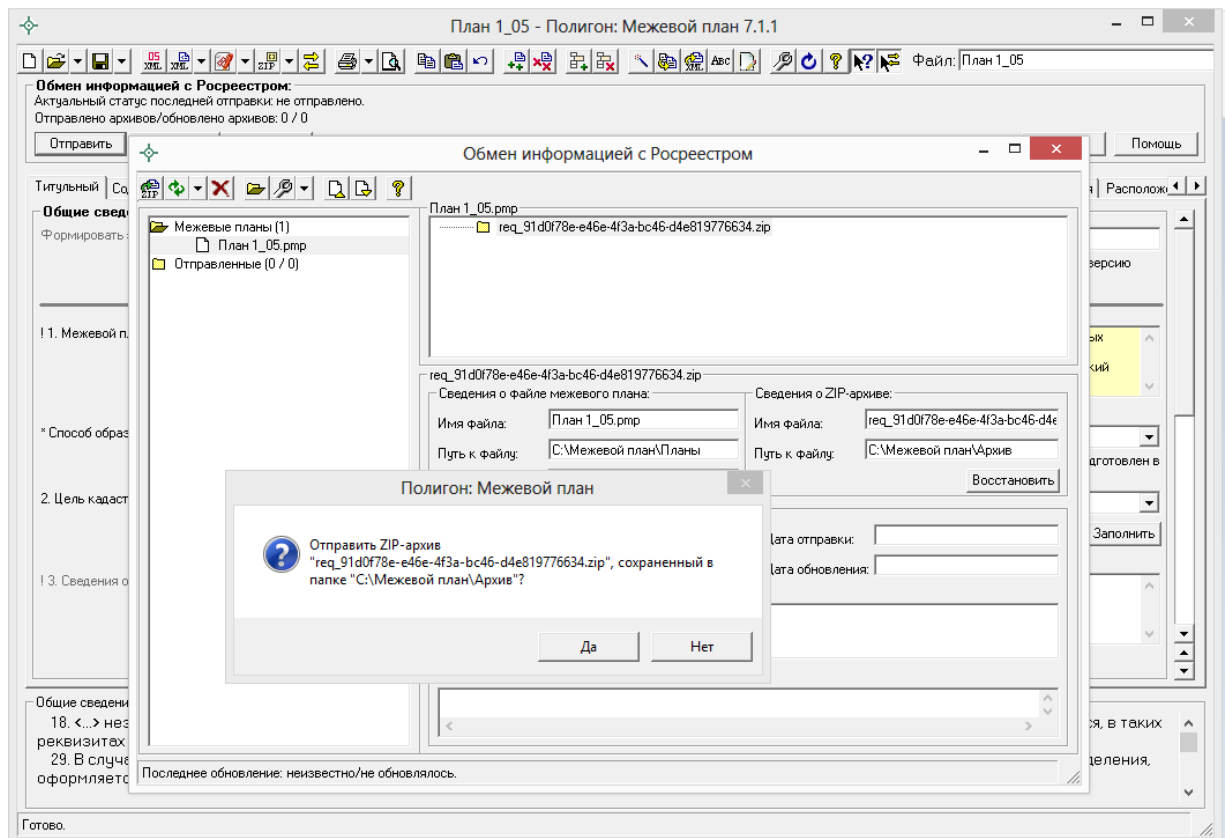 План 1_05 - Полигон: Межевой план 7.1.1
Файл: План 1_05
Обмен информацией с Росреестром:
Актуальный статус последней отправки: не отправлено.
Отправлено архивов/обновлено архивов: 0 / 0
Отправить
Помощь
Обмен информацией с Росреестром
Титульный
Располож
Общие свед
Формировать
версию
! 1. Межевой п
ых
кий
* Способ образ
дготовлен в
2. Цель кадаст
Заполнить
! 3. Сведения о
Межевые планы (1)
План 1_05.pmp
Отправленные (0 / 0)
План 1_05.pmp
req_91d0f78e-e46e-4f3a-bc46-d4e819776634.zip
req_91d0f78e-e46e-4f3a-bc46-d4e819776634.zip
Сведения о файле межевого плана:
Имя файла: План 1_05.pmp
Путь к файлу: C:\Межевой план\Планы
Сведения о ZIP-архиве:
Имя файла: req_91d0f78e-e46e-4f3a-bc46-d4e
Путь к файлу: C:\Межевой план\Архив
Восстановить
Дата отправки:
Дата обновления:
Полигон: Межевой план
Отправить ZIP-архив
"req_91d0f78e-e46e-4f3a-bc46-d4e819776634.zip", сохраненный в
папке "C:\Межевой план\Архив"?
Да Нет
Последнее обновление: неизвестно/не обновлялось.
Общие сведени
18. <...> нез
ся, в таких
реквизитах
29. В случа
деления,
оформляетс
Готово.